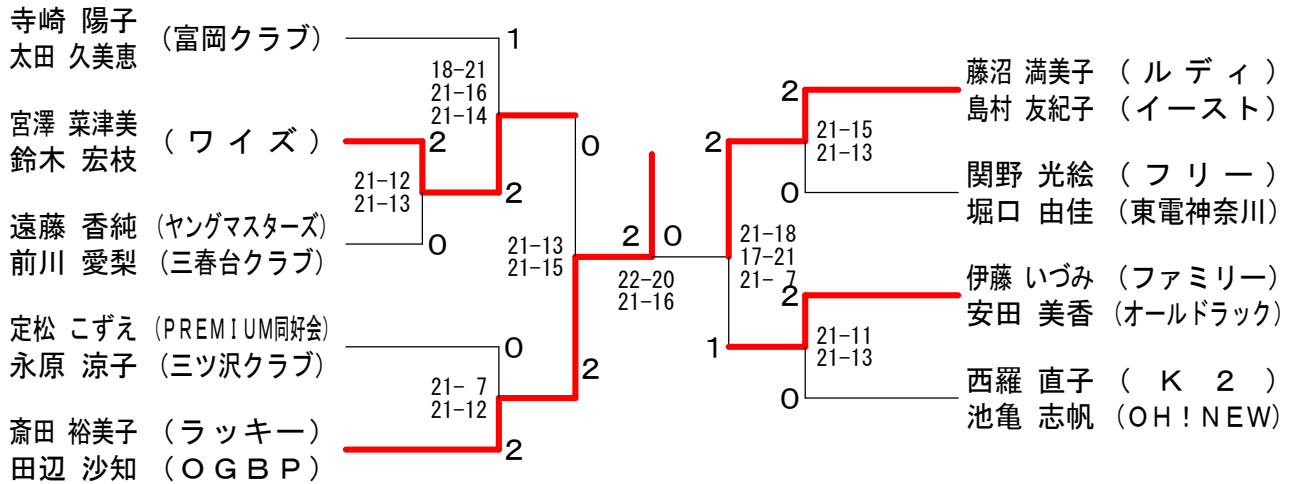 寺崎 陽子
太田 久美恵
(富岡クラブ)
1
18-21
21-16
21-14
宮澤 菜津美
鈴木 宏枝
(ワイズ)
2
21-12
21-13
2
遠藤 香純 (ヤングマスターズ)
前川 愛梨 (三春台クラブ)
0
0
21-13
21-15
定松 こずえ (PREMIUM同好会)
永原 涼子 (三ツ沢クラブ)
0
21- 7
21-12
2
斎田 裕美子 (ラッキー)
田辺 沙知 (OGBP)
2
2 0
22-20
21-16
藤沼 満美子 (ルディ)
島村 友紀子 (イースト)
2
21-15
21-13
2
関野 光絵 (フリー)
堀口 由佳 (東電神奈川)
0
21-18
17-21
21- 7
伊藤 いづみ (ファミリー)
安田 美香 (オールドラック)
2
21-11
21-13
1
西羅 直子 (K2)
池亀 志帆 (OH!NEW)
0